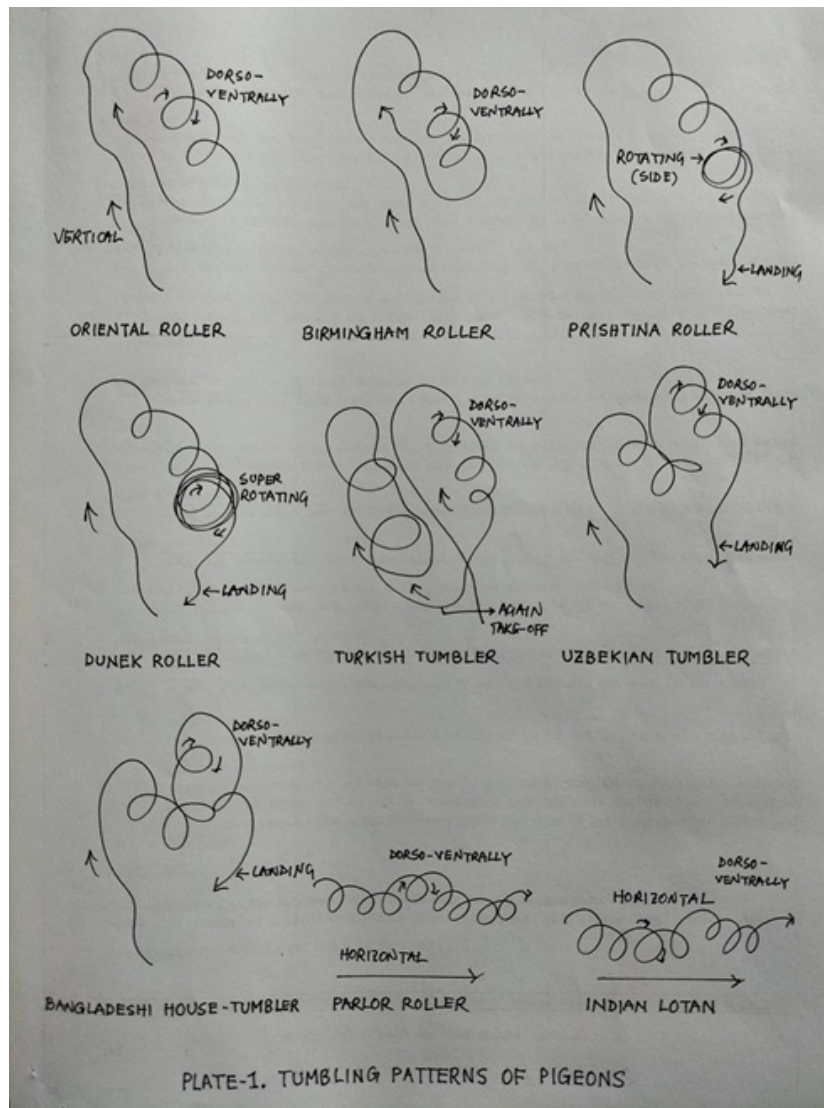 DORSO-
VENTRALLY
VERTICAL
ORIENTAL ROLLER
DORSO-
VENTRALLY
BIRMINGHAM ROLLER
ROTATING
(SIDE)
LANDING
PRISHTINA ROLLER
SUPER
ROTATING
LANDING
DUNEK ROLLER
DORSO-
VENTRALLY
AGAIN
TAKE-OFF
TURKISH TUMBLER
DORSO-
VENTRALLY
LANDING
UZBEKIAN TUMBLER
DORSO-
VENTRALLY
LANDING
BANGLADESHI HOUSE-TUMBLER
DORSO-VENTRALLY
HORIZONTAL
PARLOR ROLLER
DORSO-
VENTRALLY
HORIZONTAL
INDIAN LOTAN
PLATE-1. TUMBLING PATTERNS OF PIGEONS